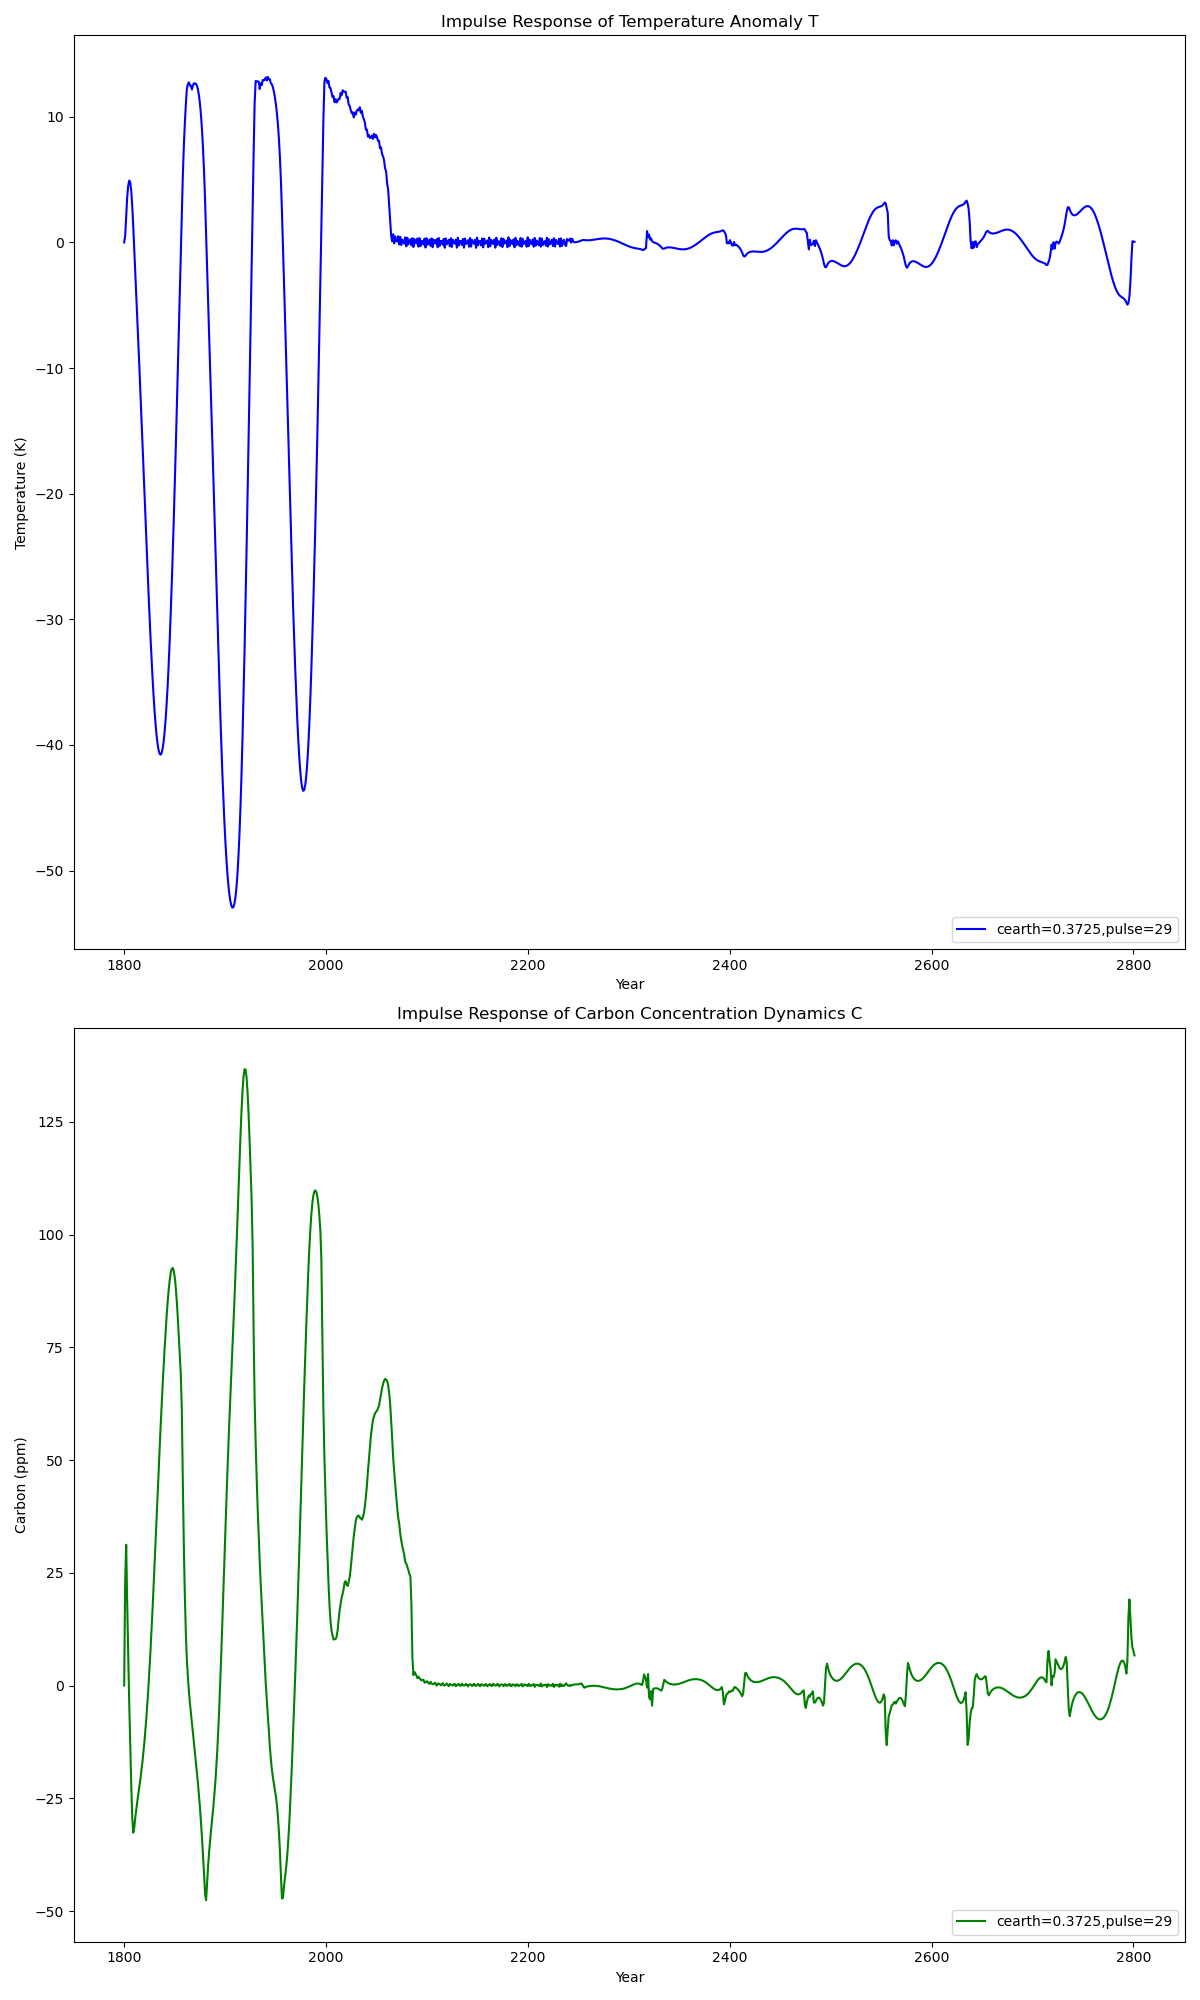 Impulse Response of Temperature Anomaly T
10
0
−10
−20
−30
−40
−50
Temperature (K)
cearth=0.3725,pulse=29
1800 2000 2200 2400 2600 2800
Year
Impulse Response of Carbon Concentration Dynamics C
125
100
75
50
25
0
−25
−50
Carbon (ppm)
cearth=0.3725,pulse=29
1800 2000 2200 2400 2600 2800
Year